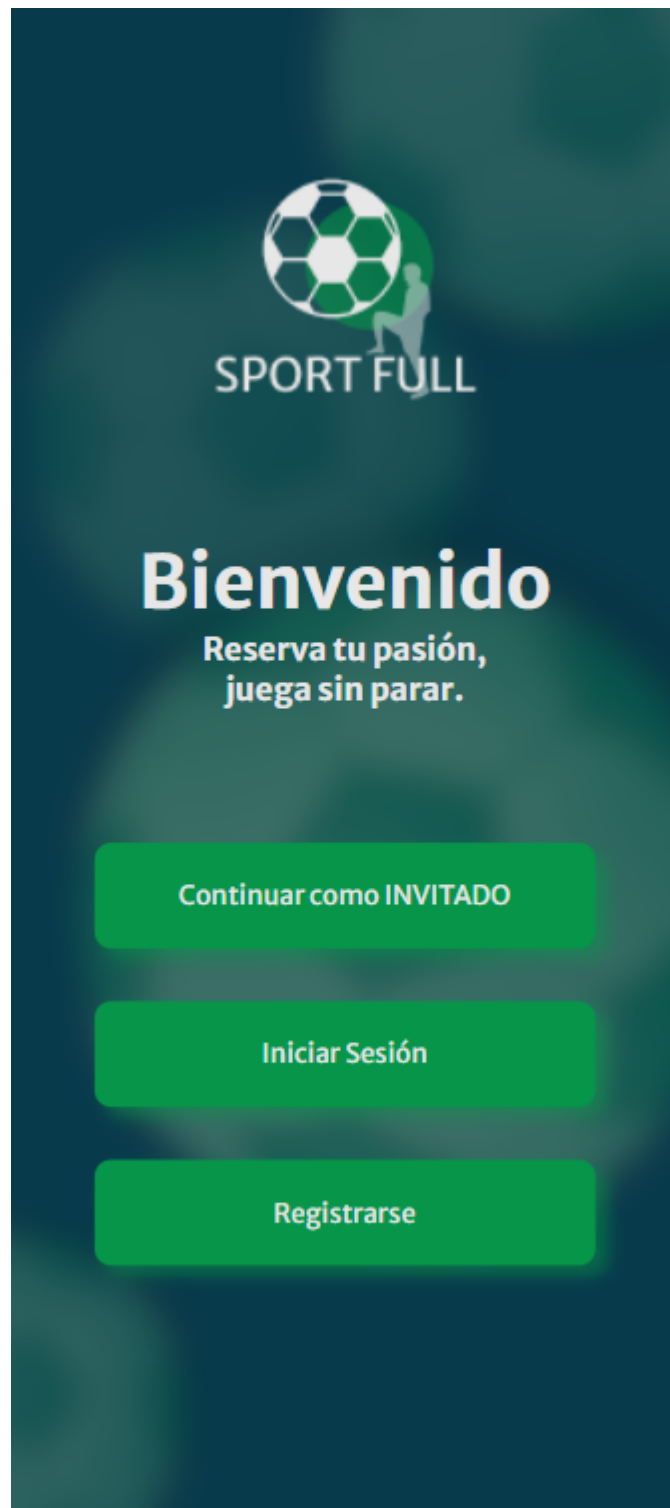 SPORT FULL
Bienvenido
Reserva tu pasión,
juega sin parar.
Continuar como INVITADO
Iniciar Sesión
Registrarse